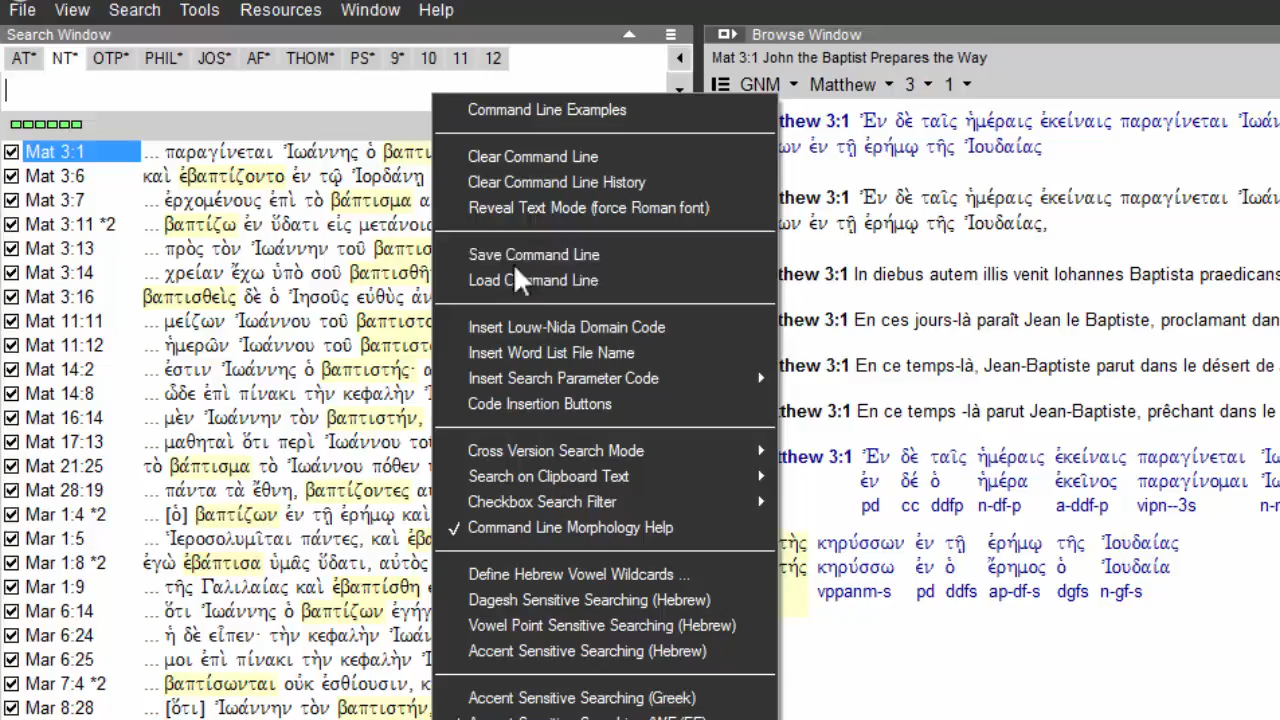 File View Search Tools Resources Window Help
Search Window
AT* NT* OTP* PHIL* JOS* AF* THOM* PS* 9* 10 11 12
Mat 3:1 ... παραγίνεται Ἰωάννης ὁ
Mat 3:6 καὶ ἐβαπτίζοντο ἐν τῷ Ἰορδάνῃ
Mat 3:7 ... ἐρχομένους ἐπὶ τὸ βάπτισμα
Mat 3:11 *2 ... βαπτίζω ἐν ὕδατι εἰς
Mat 3:13 ... πρὸς τὸν Ἰωάννην τοῦ
Mat 3:14 ... χρείαν ἔχω ὑπὸ σοῦ
Mat 3:16 βαπτισθεὶς δὲ ὁ Ἰησοῦς εὐθὺς
Mat 11:11 ... μείζων Ἰωάννου τοῦ
Mat 11:12 ... ἡμερῶν Ἰωάννου τοῦ
Mat 14:2 ... ἐστιν Ἰωάννης ὁ βαπτιστής·
Mat 14:8 ... ὧδε ἐπὶ πίνακι τὴν κεφαλὴν
Mat 16:14 ... μὲν Ἰωάννην τὸν βαπτιστήν,
Mat 17:13 ... μαθηταὶ ὅτι περὶ Ἰωάννου
Mat 21:25 τὸ βάπτισμα τὸ Ἰωάννου πόθεν
Mat 28:19 ... πάντα τὰ ἔθνη, βαπτίζοντες
Mar 1:4 *2 ... [ὁ] βαπτίζων ἐν τῇ ἐρήμῳ καὶ
Mar 1:5 ... Ἱεροσολυμῖται πάντες, καὶ
Mar 1:8 *2 ἐγὼ ἐβάπτισα ὑμᾶς ὕδατι, αὐτὸς
Mar 1:9 ... τῆς Γαλιλαίας καὶ ἐβαπτίσθη
Mar 6:14 ... ὅτι Ἰωάννης ὁ βαπτίζων
Mar 6:24 ... ἡ δὲ εἶπεν· τὴν κεφαλὴν
Mar 6:25 ... μοι ἐπὶ πίνακι τὴν κεφαλὴν
Mar 7:4 *2 ... βαπτίσωνται οὐκ ἐσθίουσιν,
Mar 8:28 ... [ὅτι] Ἰωάννην τὸν βαπτιστήν,
Command Line Examples
Clear Command Line
Clear Command Line History
Reveal Text Mode (force Roman font)
Save Command Line
Load Command Line
Insert Louw-Nida Domain Code
Insert Word List File Name
Insert Search Parameter Code
Code Insertion Buttons
Cross Version Search Mode
Search on Clipboard Text
Checkbox Search Filter
✓ Command Line Morphology Help
Define Hebrew Vowel Wildcards ...
Dagesh Sensitive Searching (Hebrew)
Vowel Point Sensitive Searching (Hebrew)
Accent Sensitive Searching (Hebrew)
Accent Sensitive Searching (Greek)
Browse Window
Mat 3:1 John the Baptist Prepares the Way
GNM Matthew 3 1
thew 3:1 Ἐν δὲ ταῖς ἡμέραις ἐκείναις παραγίνεται
ἐν τῇ ἐρήμῳ τῆς Ἰουδαίας
thew 3:1 Ἐν δὲ ταῖς ἡμέραις ἐκείναις παραγίνεται
ἐν τῇ ἐρήμῳ τῆς Ἰουδαίας,
thew 3:1 In diebus autem illis venit Iohannes Baptista
thew 3:1 En ces jours-là paraît Jean le Baptiste, proclamant dans
thew 3:1 En ce temps-là, Jean-Baptiste parut dans le désert de
thew 3:1 En ce temps -là parut Jean-Baptiste, prêchant dans le
thew 3:1 Ἐν δέ ταῖς ἡμέραις ἐκείναις παραγίνεται
ἐν δέ ὁ ἡμέρα ἐκεῖνος παραγίνομαι
pd cc ddfp n-df-p a-ddf-p vipn--3s
κηρύσσων ἐν τῇ ἐρήμῳ τῆς Ἰουδαίας
κηρύσσω ἐν ὁ ἔρημος ὁ Ἰουδαία
vppanm-s pd ddfs ap-df-s dgfs n-gf-s